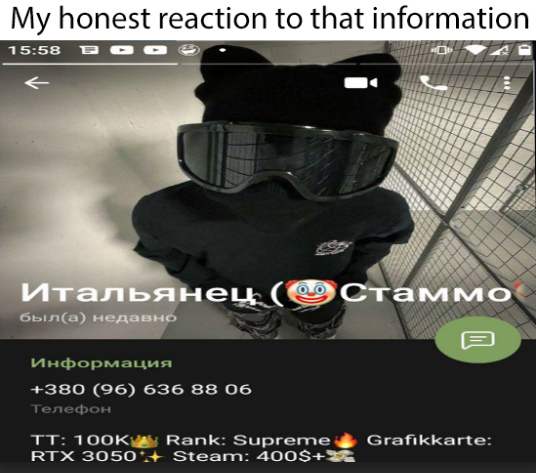 My honest reaction to that information
15:58
Итальянец (🤡Стаммо
был(а) недавно
Информация
+380 (96) 636 88 06
Телефон
TT: 100K👑 Rank: Supreme🔥 Grafikkarte:
RTX 3050✨ Steam: 400$+💸